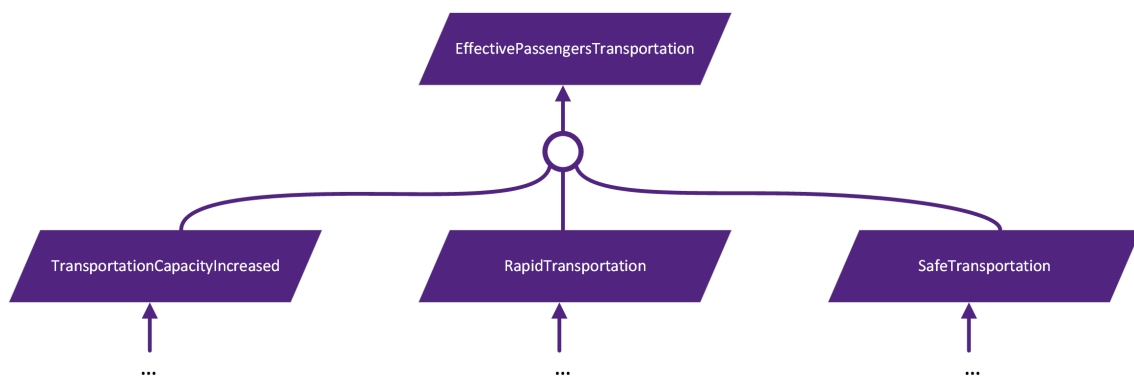 EffectivePassengersTransportation
TransportationCapacityIncreased
RapidTransportation
SafeTransportation
...
...
...